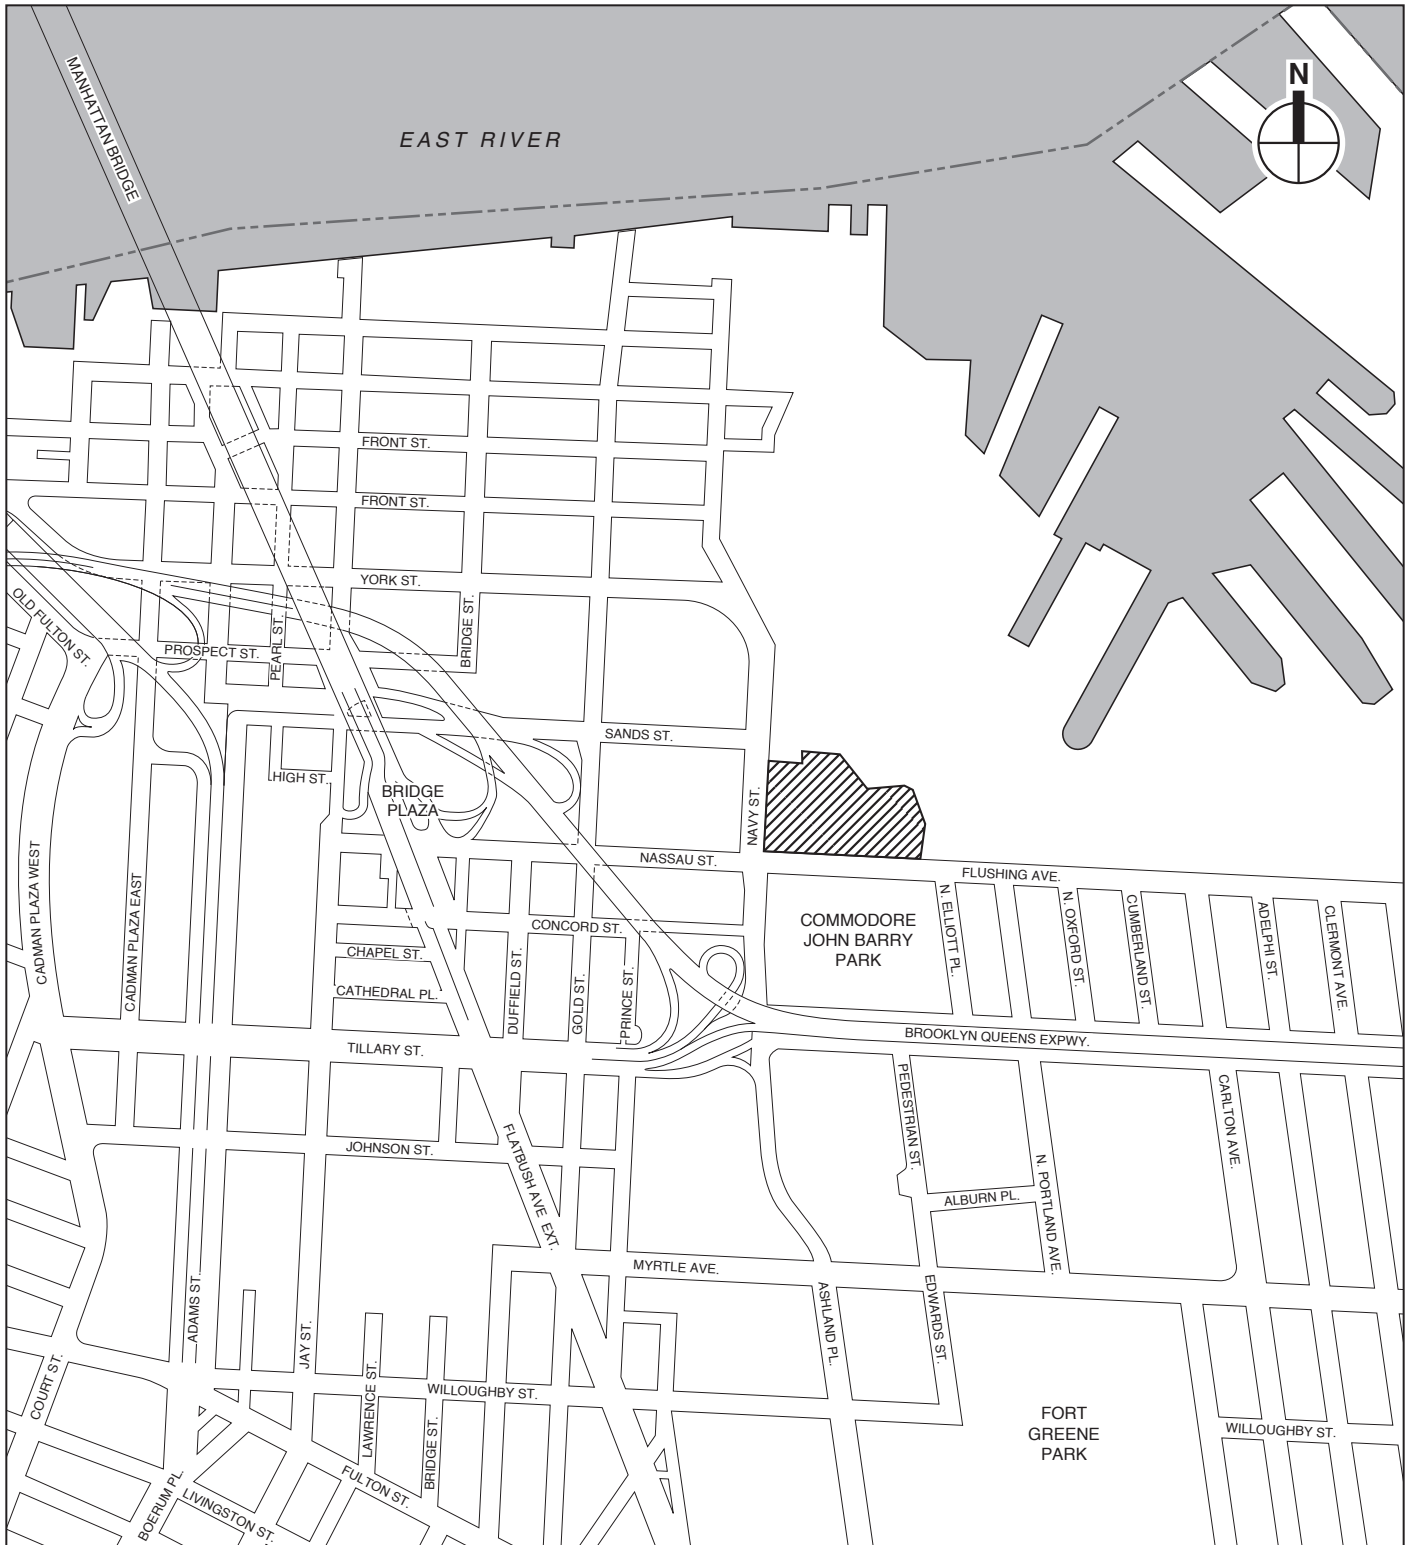 N
MANHATTAN BRIDGE
EAST RIVER
FRONT ST.
FRONT ST.
YORK ST.
OLD FULTON ST.
PROSPECT ST.
PEARL ST.
BRIDGE ST.
SANDS ST.
HIGH ST.
BRIDGE
PLAZA
NAVY ST.
NASSAU ST.
FLUSHING AVE.
CADMAN PLAZA WEST
CADMAN PLAZA EAST
COMMODORE
JOHN BARRY
PARK
N. ELLIOTT PL.
N. OXFORD ST.
CUMBERLAND ST.
ADELPHI ST.
CLERMONT AVE.
CONCORD ST.
CHAPEL ST.
CATHEDRAL PL.
DUFFIELD ST.
GOLD ST.
PRINCE ST.
TILLARY ST.
BROOKLYN QUEENS EXPWY.
PEDESTRIAN ST.
CARLTON AVE.
JOHNSON ST.
FLATBUSH AVE EXT.
N. PORTLAND AVE.
ALBURN PL.
MYRTLE AVE.
ADAMS ST.
JAY ST.
ASHLAND PL.
EDWARDS ST.
COURT ST.
LAWRENCE ST.
WILLOUGHBY ST.
BRIDGE ST.
FORT
GREENE
PARK
WILLOUGHBY ST.
FULTON ST.
BOERUM PL.
LIVINGSTON ST.